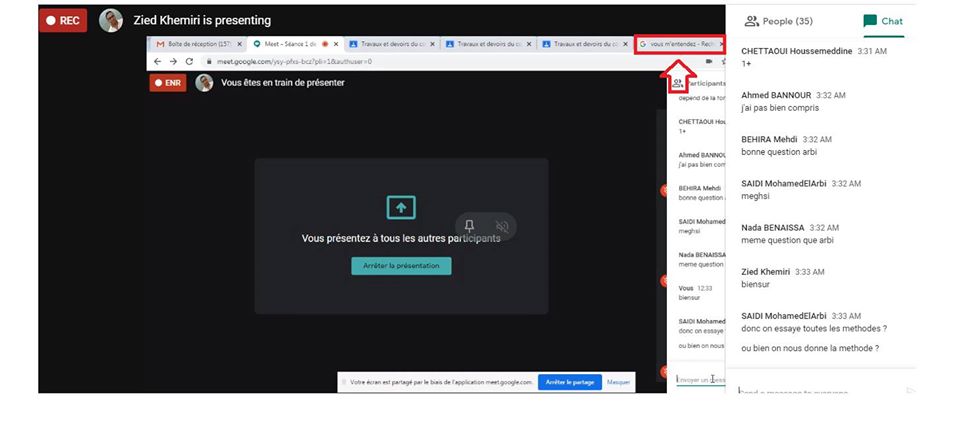 REC
Zied Khemiri is presenting
People (35)
Chat
Boîte de réception (157
Meet – Séance 1 de
Travaux et devoirs du co
Travaux et devoirs du co
Travaux et devoirs du co
vous m'entendez - Rech
meet.google.com/ysy-pfxs-bcz?pli=1&authuser=0
ENR
Vous êtes en train de présenter
Participants
depend de la for
CHETTAOUI Hou
1+
Ahmed BANNOU
j'ai pas bien com
BEHIRA Mehdi
bonne question
SAIDI Mohamed
meghsi
Nada BENAISSA
meme question
Vous 12:33
biensur
SAIDI Mohamed
donc on essaye
ou bien on nous
Envoyer un
Vous présentez à tous les autres participants
Arrêter la présentation
Votre écran est partagé par le biais de l'application meet.google.com.
Arrêter le partage
Masquer
CHETTAOUI Houssemeddine 3:31 AM
1+
Ahmed BANNOUR 3:32 AM
j'ai pas bien compris
BEHIRA Mehdi 3:32 AM
bonne question arbi
SAIDI MohamedElArbi 3:32 AM
meghsi
Nada BENAISSA 3:32 AM
meme question que arbi
Zied Khemiri 3:33 AM
biensur
SAIDI MohamedElArbi 3:33 AM
donc on essaye toutes les methodes ?
ou bien on nous donne la methode ?
Send a message to everyone